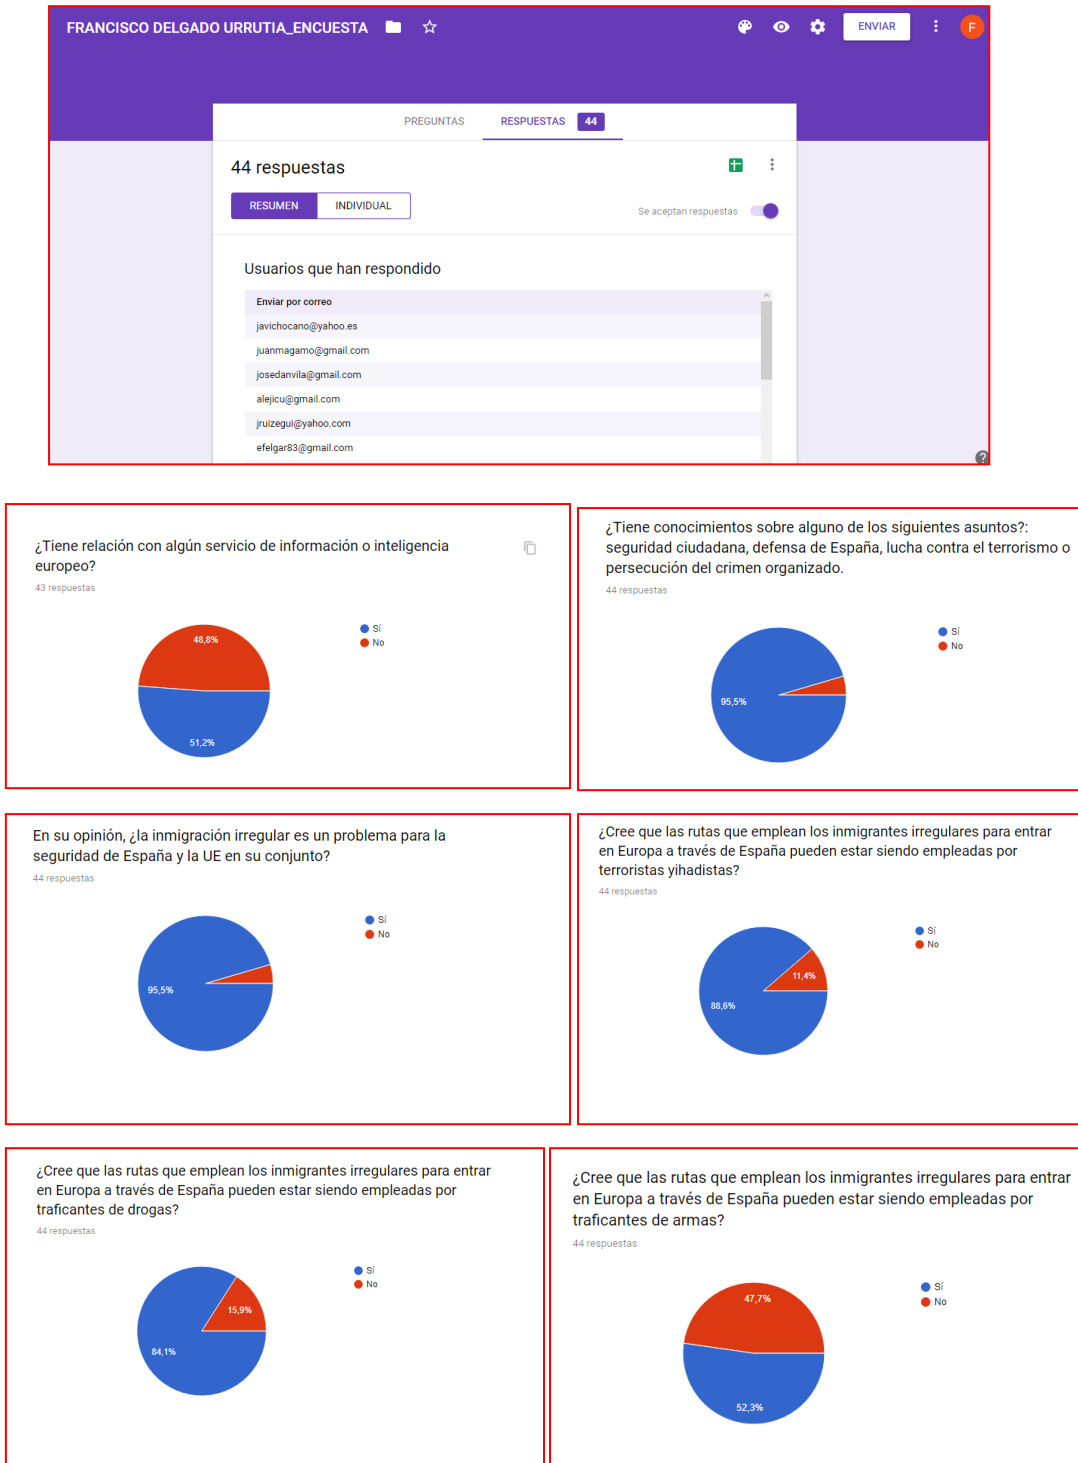 FRANCISCO DELGADO URRUTIA_ENCUESTA
ENVIAR
F
PREGUNTAS
RESPUESTAS 44
44 respuestas
RESUMEN
INDIVIDUAL
Se aceptan respuestas
Usuarios que han respondido
Enviar por correo
javichocano@yahoo.es
juanmagamo@gmail.com
josedanvila@gmail.com
alejicu@gmail.com
jruizegui@yahoo.com
efelgar83@gmail.com
?
¿Tiene relación con algún servicio de información o inteligencia
europeo?
43 respuestas
Sí
No
48,8%
51,2%
¿Tiene conocimientos sobre alguno de los siguientes asuntos?:
seguridad ciudadana, defensa de España, lucha contra el terrorismo o
persecución del crimen organizado.
44 respuestas
Sí
No
95,5%
En su opinión, ¿la inmigración irregular es un problema para la
seguridad de España y la UE en su conjunto?
44 respuestas
Sí
No
95,5%
¿Cree que las rutas que emplean los inmigrantes irregulares para entrar
en Europa a través de España pueden estar siendo empleadas por
terroristas yihadistas?
44 respuestas
Sí
No
11,4%
88,6%
¿Cree que las rutas que emplean los inmigrantes irregulares para entrar
en Europa a través de España pueden estar siendo empleadas por
traficantes de drogas?
44 respuestas
Sí
No
15,9%
84,1%
¿Cree que las rutas que emplean los inmigrantes irregulares para entrar
en Europa a través de España pueden estar siendo empleadas por
traficantes de armas?
44 respuestas
Sí
No
47,7%
52,3%